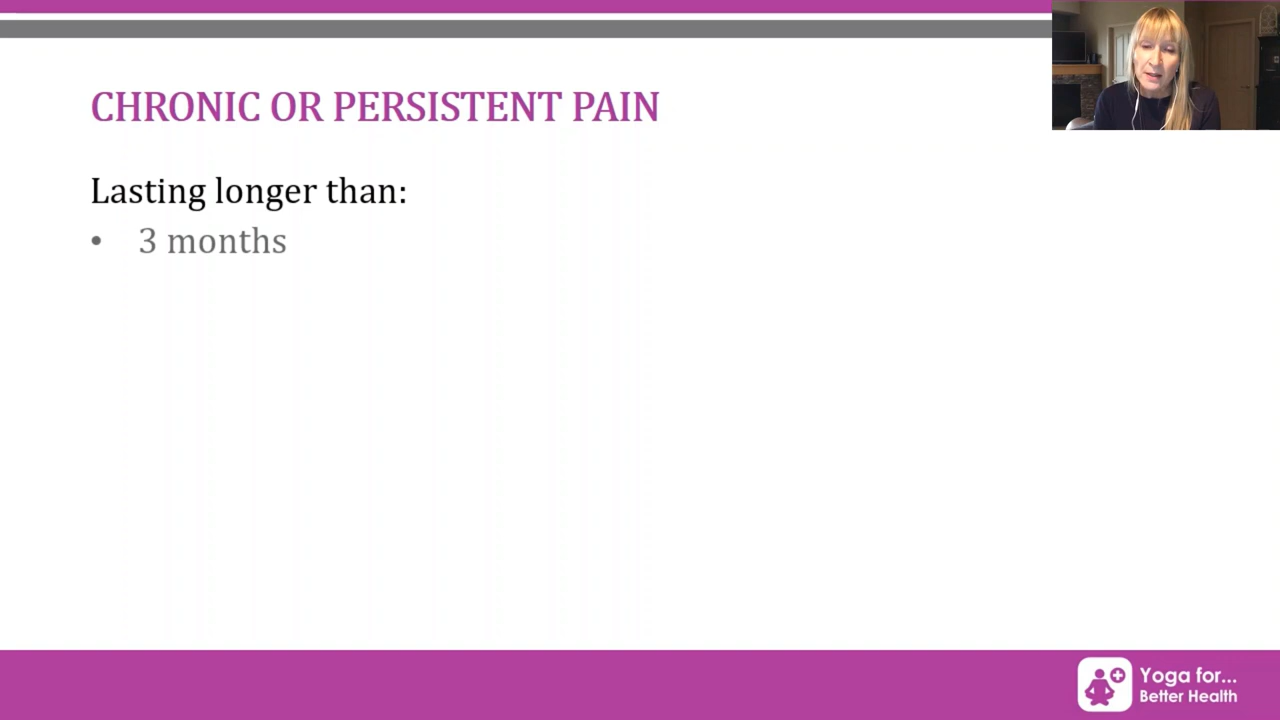 CHRONIC OR PERSISTENT PAIN
Lasting longer than:
• 3 months
Yoga for...
Better Health